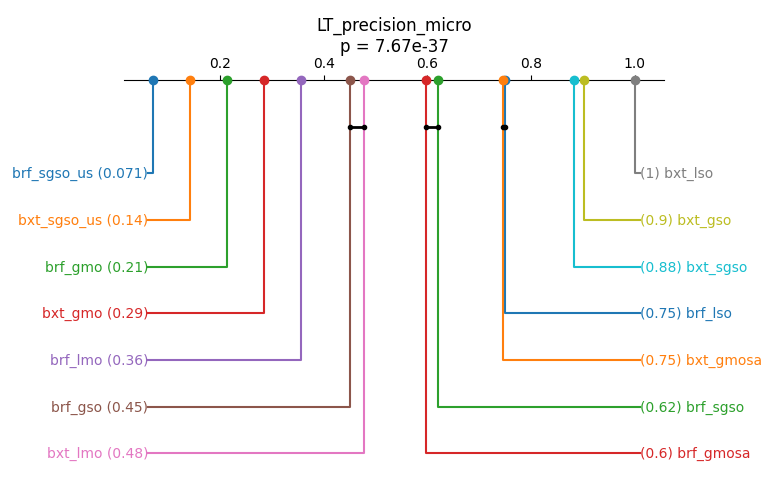 LT_precision_micro
p = 7.67e-37
0.2 0.4 0.6 0.8 1.0
brf_sgso_us (0.071)
(1) bxt_lso
bxt_sgso_us (0.14)
(0.9) bxt_gso
brf_gmo (0.21)
(0.88) bxt_sgso
bxt_gmo (0.29)
(0.75) brf_lso
brf_lmo (0.36)
(0.75) bxt_gmosa
brf_gso (0.45)
(0.62) brf_sgso
bxt_lmo (0.48)
(0.6) brf_gmosa